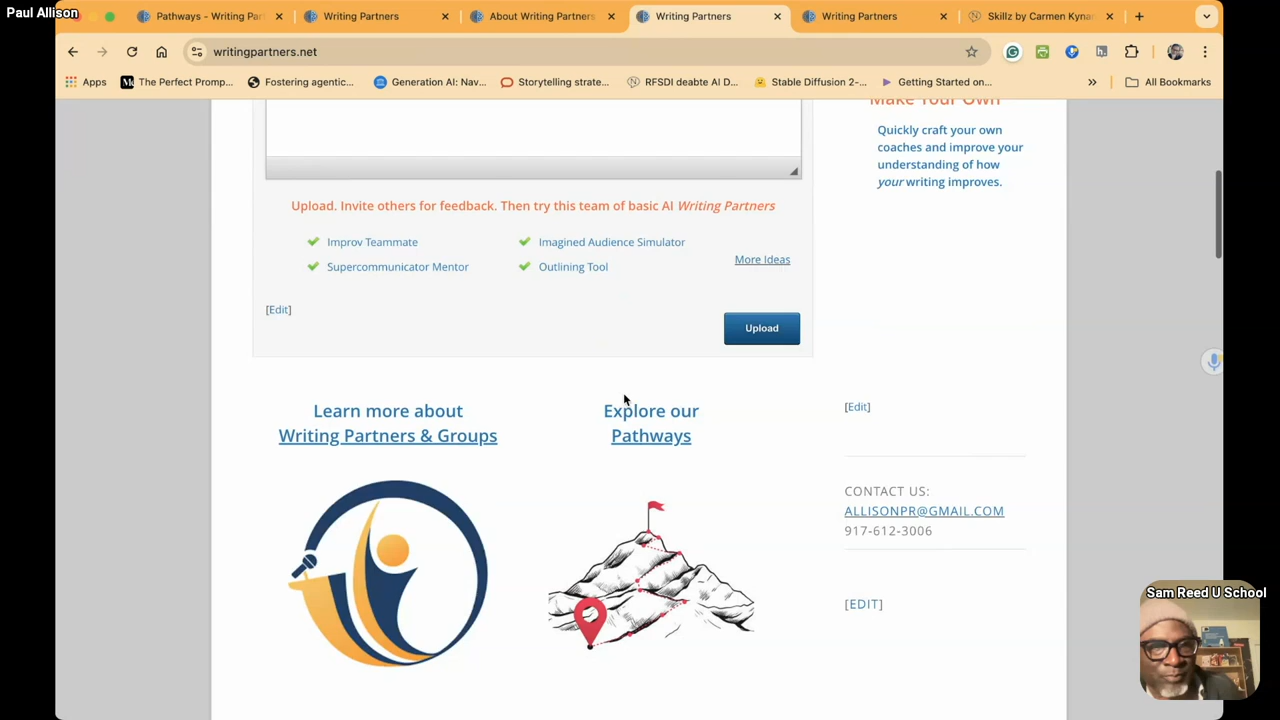 Paul Allison
Pathways - Writing Par
Writing Partners
About Writing Partners
Writing Partners
Writing Partners
Skillz by Carmen Kynar
writingpartners.net
Apps
The Perfect Promp...
Fostering agentic...
Generation AI: Nav...
Storytelling strate...
RFSDI deabte AI D...
Stable Diffusion 2-...
Getting Started on...
All Bookmarks
Make Your Own
Quickly craft your own
coaches and improve your
understanding of how
your writing improves.
Upload. Invite others for feedback. Then try this team of basic AI Writing Partners
Improv Teammate
Imagined Audience Simulator
More Ideas
Supercommunicator Mentor
Outlining Tool
[Edit]
Upload
Learn more about
Writing Partners & Groups
Explore our
Pathways
[Edit]
CONTACT US:
ALLISONPR@GMAIL.COM
917-612-3006
[EDIT]
Sam Reed U School